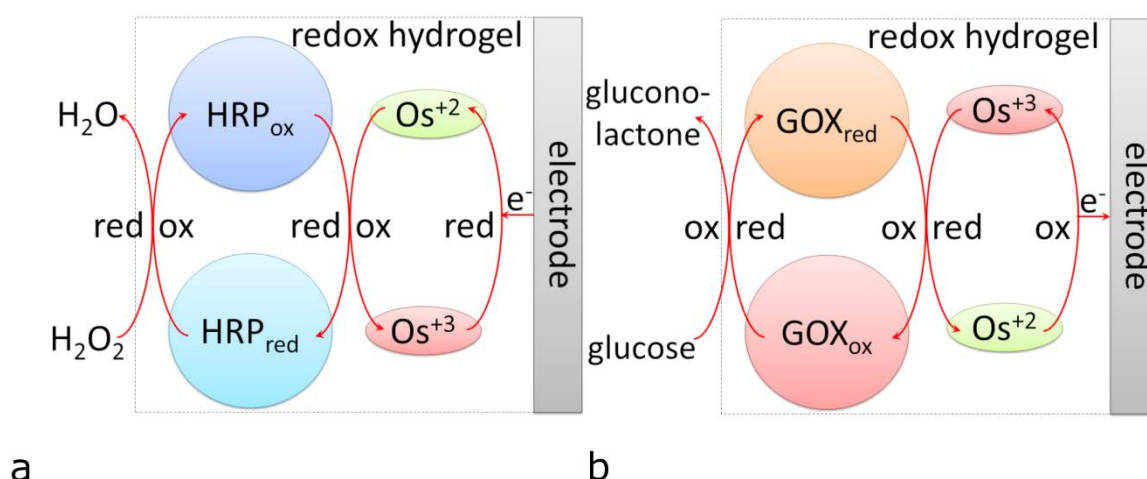 redox hydrogel
H₂O
HRPox
Os⁺²
e⁻
electrode
red
ox
red
ox
red
H₂O₂
HRPred
Os⁺³
a
redox hydrogel
glucono-
lactone
GOXred
Os⁺³
e⁻
electrode
ox
red
ox
red
ox
glucose
GOXox
Os⁺²
b